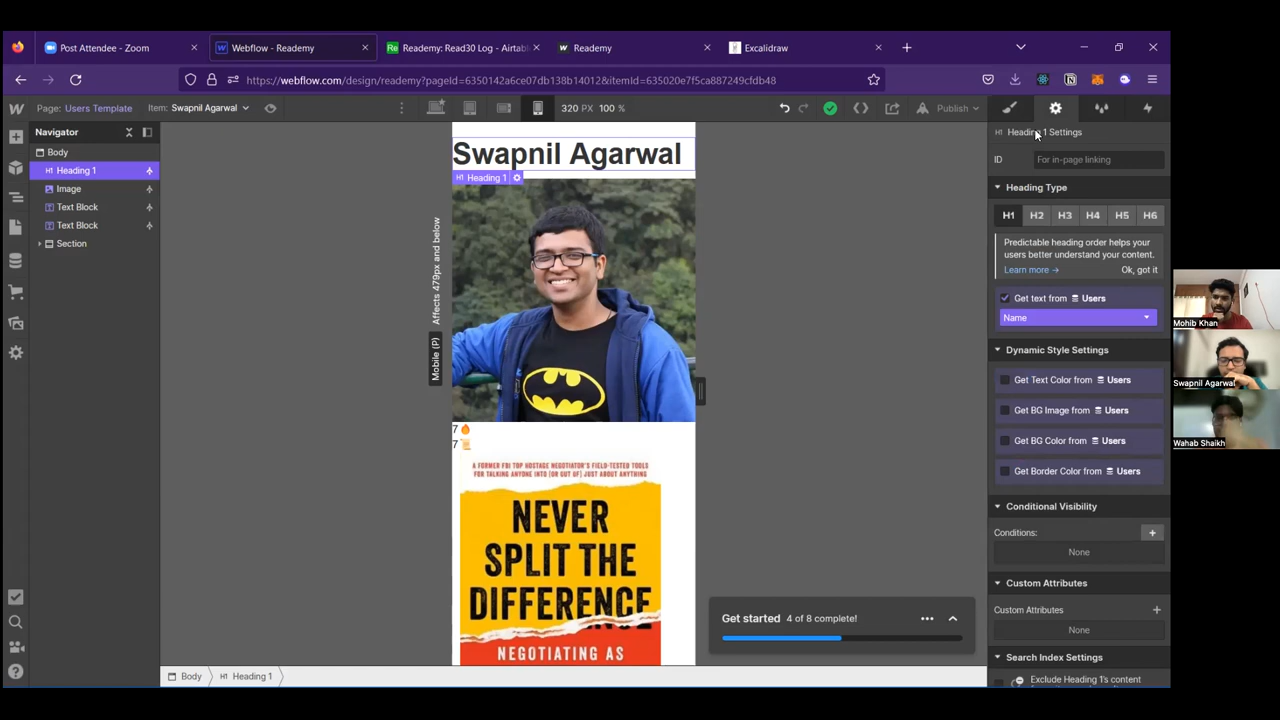 Post Attendee - Zoom
Webflow - Reademy
Reademy: Read30 Log - Airtab
Reademy
Excalidraw
https://webflow.com/design/reademy?pageId=6350142a6ce07db138b14012&itemId=635020e7f5ca887249cfdb48
Page: Users Template Item: Swapnil Agarwal
320 PX 100 %
Publish
Navigator
Body
H1 Heading 1
Image
Text Block
Text Block
Section
Affects 479px and below
Mobile (P)
Swapnil Agarwal
H1 Heading 1
7 🔥
7 📜
A FORMER FBI TOP HOSTAGE NEGOTIATOR'S FIELD-TESTED TOOLS
FOR TALKING ANYONE INTO (OR OUT OF) JUST ABOUT ANYTHING
NEVER
SPLIT THE
DIFFERENCE
NEGOTIATING AS
Get started 4 of 8 complete!
H1 Heading 1 Settings
ID For in-page linking
Heading Type
H1 H2 H3 H4 H5 H6
Predictable heading order helps your
users better understand your content.
Learn more → Ok, got it
Get text from Users
Name
Dynamic Style Settings
Get Text Color from Users
Get BG Image from Users
Get BG Color from Users
Get Border Color from Users
Conditional Visibility
Conditions:
None
Custom Attributes
Custom Attributes
None
Search Index Settings
Exclude Heading 1's content
Body Heading 1
Mohib Khan
Swapnil Agarwal
Wahab Shaikh